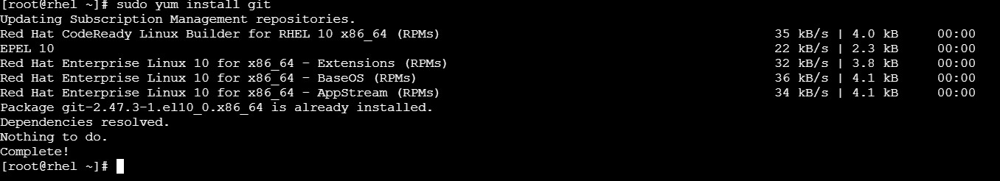 [root@rhel ~]# sudo yum install git
Updating Subscription Management repositories.
Red Hat CodeReady Linux Builder for RHEL 10 x86_64 (RPMs) 35 kB/s | 4.0 kB 00:00
EPEL 10 22 kB/s | 2.3 kB 00:00
Red Hat Enterprise Linux 10 for x86_64 - Extensions (RPMs) 32 kB/s | 3.8 kB 00:00
Red Hat Enterprise Linux 10 for x86_64 - BaseOS (RPMs) 36 kB/s | 4.1 kB 00:00
Red Hat Enterprise Linux 10 for x86_64 - AppStream (RPMs) 34 kB/s | 4.1 kB 00:00
Package git-2.47.3-1.el10_0.x86_64 is already installed.
Dependencies resolved.
Nothing to do.
Complete!
[root@rhel ~]#